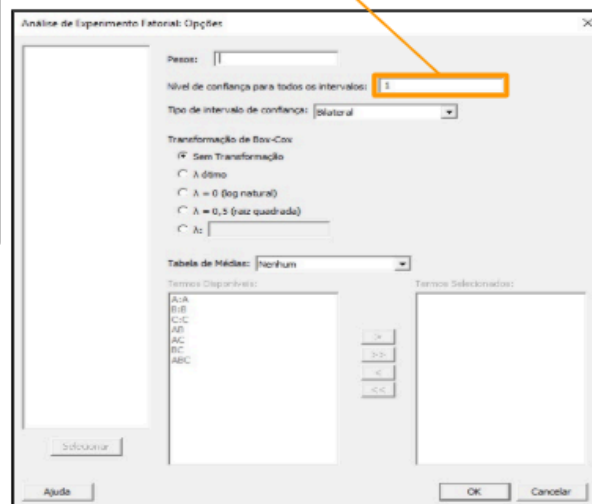 Análise de Experimento Fatorial: Opções
Pesos:
Nível de confiança para todos os intervalos: 1
Tipo de intervalo de confiança: Bilateral
Transformação de Box-Cox
Sem Transformação
λ ótimo
λ = 0 (log natural)
λ = 0,5 (raiz quadrada)
λ:
Tabela de Médias: Nenhum
Termos Disponíveis: Termos Selecionados:
A:A
B:B
C:C
AB
AC
BC
ABC
>
>>
<
<<
Selecionar
Ajuda OK Cancelar